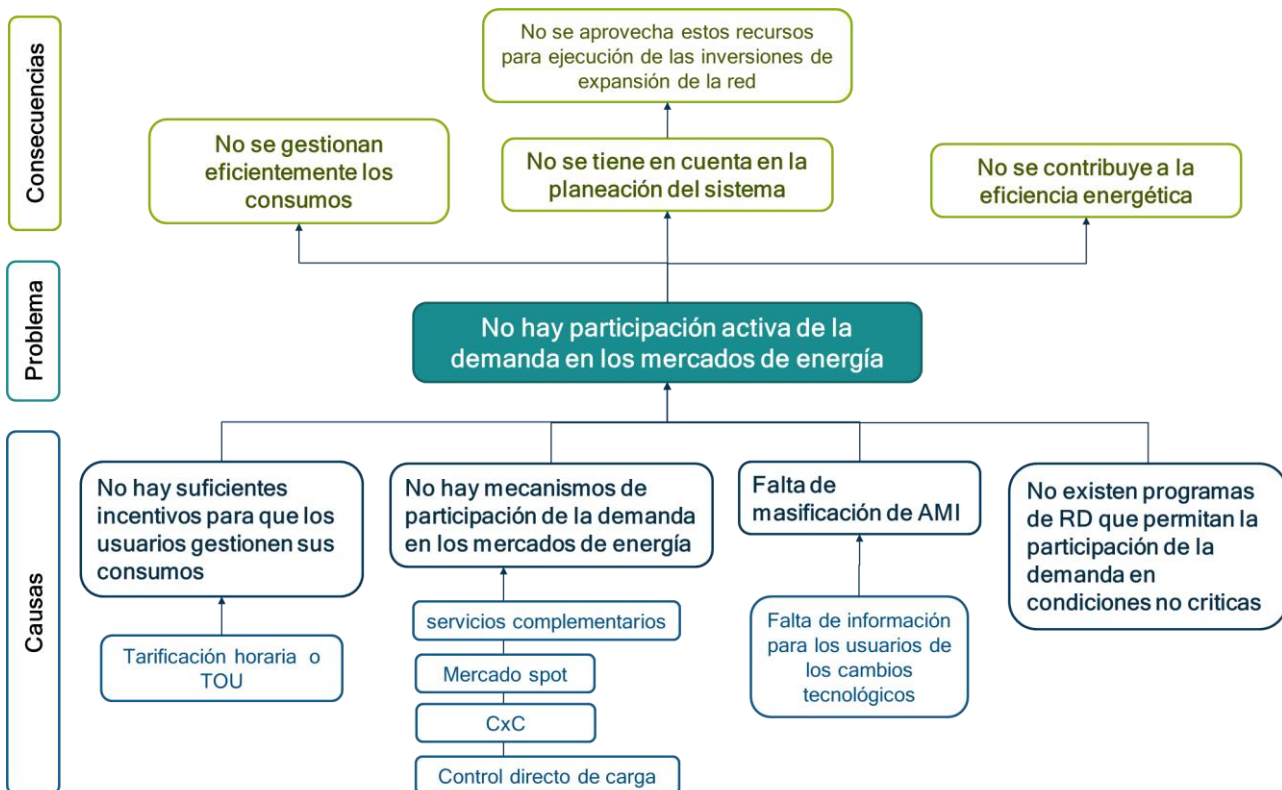 Consecuencias
No se aprovecha estos recursos
para ejecución de las inversiones de
expansión de la red
No se gestionan
eficientemente los
consumos
No se tiene en cuenta en la
planeación del sistema
No se contribuye a la
eficiencia energética
Problema
No hay participación activa de la
demanda en los mercados de energía
Causas
No hay suficientes
incentivos para que los
usuarios gestionen sus
consumos
Tarificación horaria o
TOU
No hay mecanismos de
participación de la demanda
en los mercados de energía
servicios complementarios
Mercado spot
CxC
Control directo de carga
Falta de
masificación de AMI
Falta de información
para los usuarios de
los cambios
tecnológicos
No existen programas
de RD que permitan la
participación de la
demanda en
condiciones no criticas